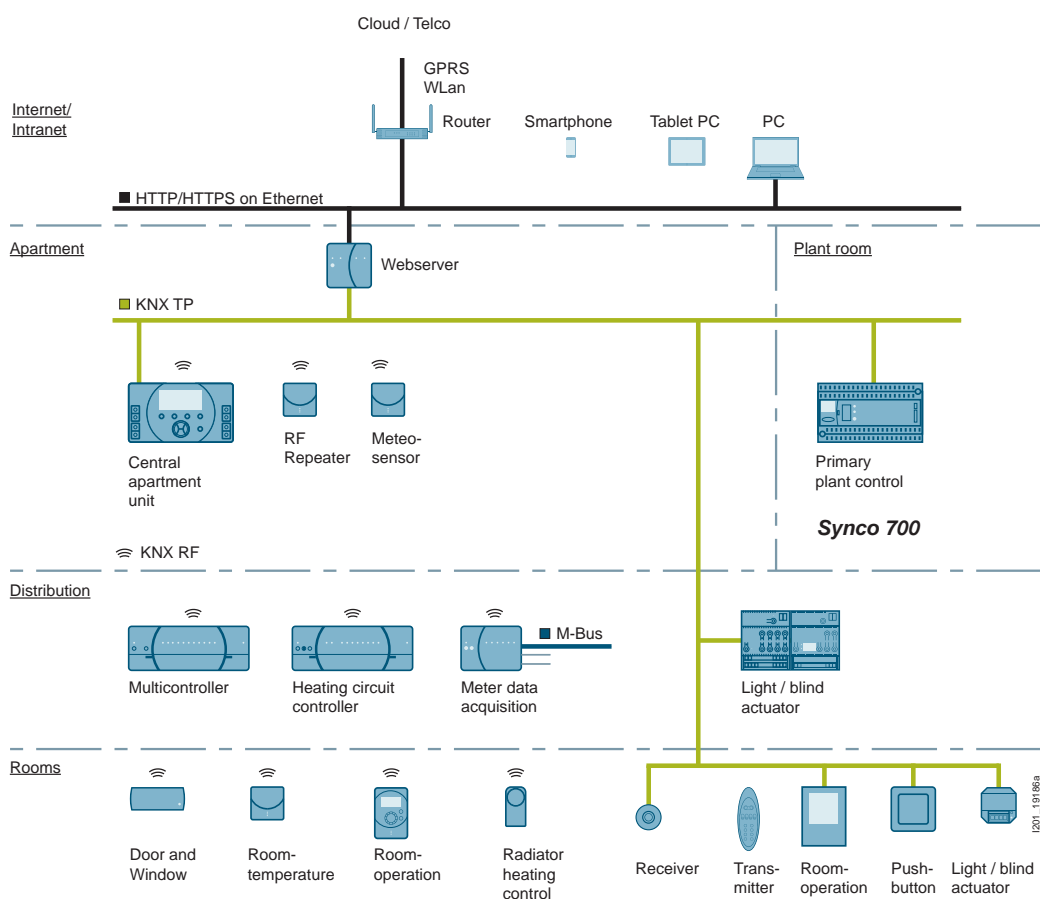 Cloud / Telco
GPRS
WLan
Internet/
Intranet
Router
Smartphone
Tablet PC
PC
HTTP/HTTPS on Ethernet
Apartment
Webserver
Plant room
KNX TP
Central
apartment
unit
RF
Repeater
Meteo-
sensor
Primary
plant control
Synco 700
KNX RF
Distribution
M-Bus
Multicontroller
Heating circuit
controller
Meter data
acquisition
Light / blind
actuator
Rooms
Door and
Window
Room-
temperature
Room-
operation
Radiator
heating
control
Receiver
Trans-
mitter
Room-
operation
Push-
button
Light / blind
actuator
I201_19186a